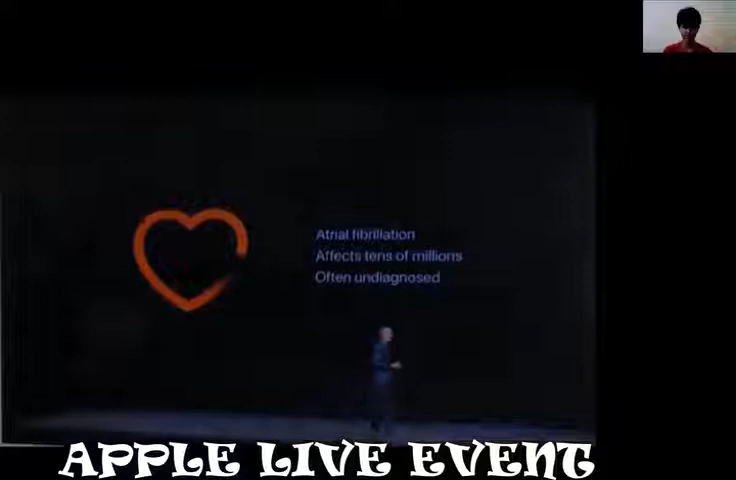 Atrial fibrillation
Affects tens of millions
Often undiagnosed
APPLE LIVE EVENT